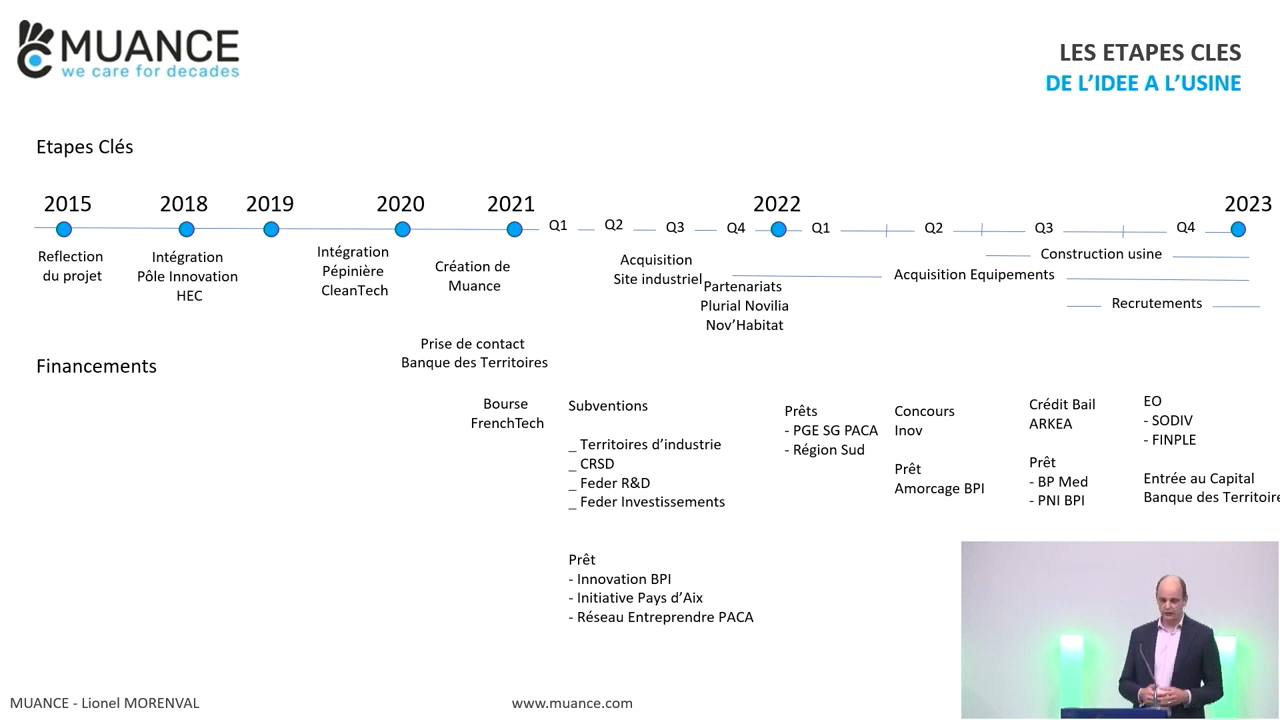 MUANCE
we care for decades
LES ETAPES CLES
DE L'IDEE A L'USINE
Etapes Clés
2015
2018
2019
2020
2021
Q1
Q2
Q3
Q4
2022
Q1
Q2
Q3
Q4
2023
Reflection
du projet
Intégration
Pôle Innovation
HEC
Intégration
Pépinière
CleanTech
Création de
Muance
Acquisition
Site industriel
Partenariats
Plurial Novilia
Nov'Habitat
Construction usine
Acquisition Equipements
Recrutements
Prise de contact
Banque des Territoires
Financements
Bourse
FrenchTech
Subventions
_ Territoires d'industrie
_ CRSD
_ Feder R&D
_ Feder Investissements
Prêt
- Innovation BPI
- Initiative Pays d'Aix
- Réseau Entreprendre PACA
Prêts
- PGE SG PACA
- Région Sud
Concours
Inov
Prêt
Amorcage BPI
Crédit Bail
ARKEA
Prêt
- BP Med
- PNI BPI
EO
- SODIV
- FINPLE
Entrée au Capital
Banque des Territoire
MUANCE - Lionel MORENVAL
www.muance.com